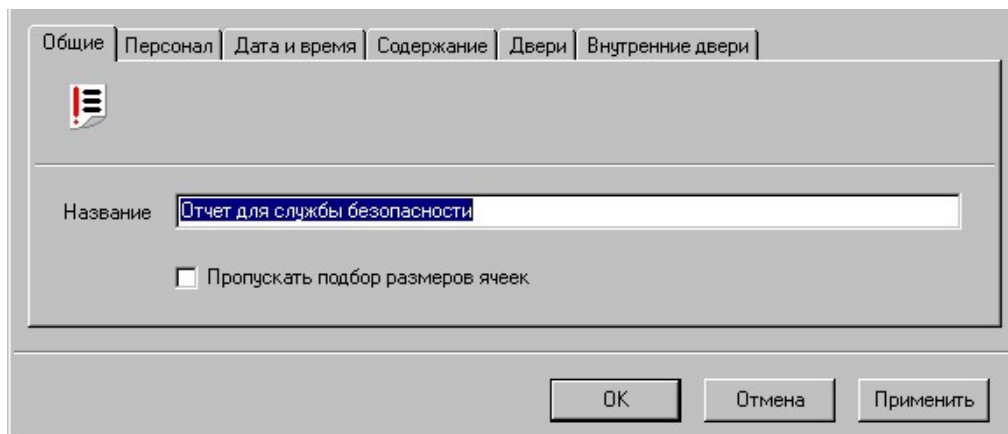 Общие Персонал Дата и время Содержание Двери Внутренние двери
Название Отчет для службы безопасности
Пропускать подбор размеров ячеек
OK Отмена Применить